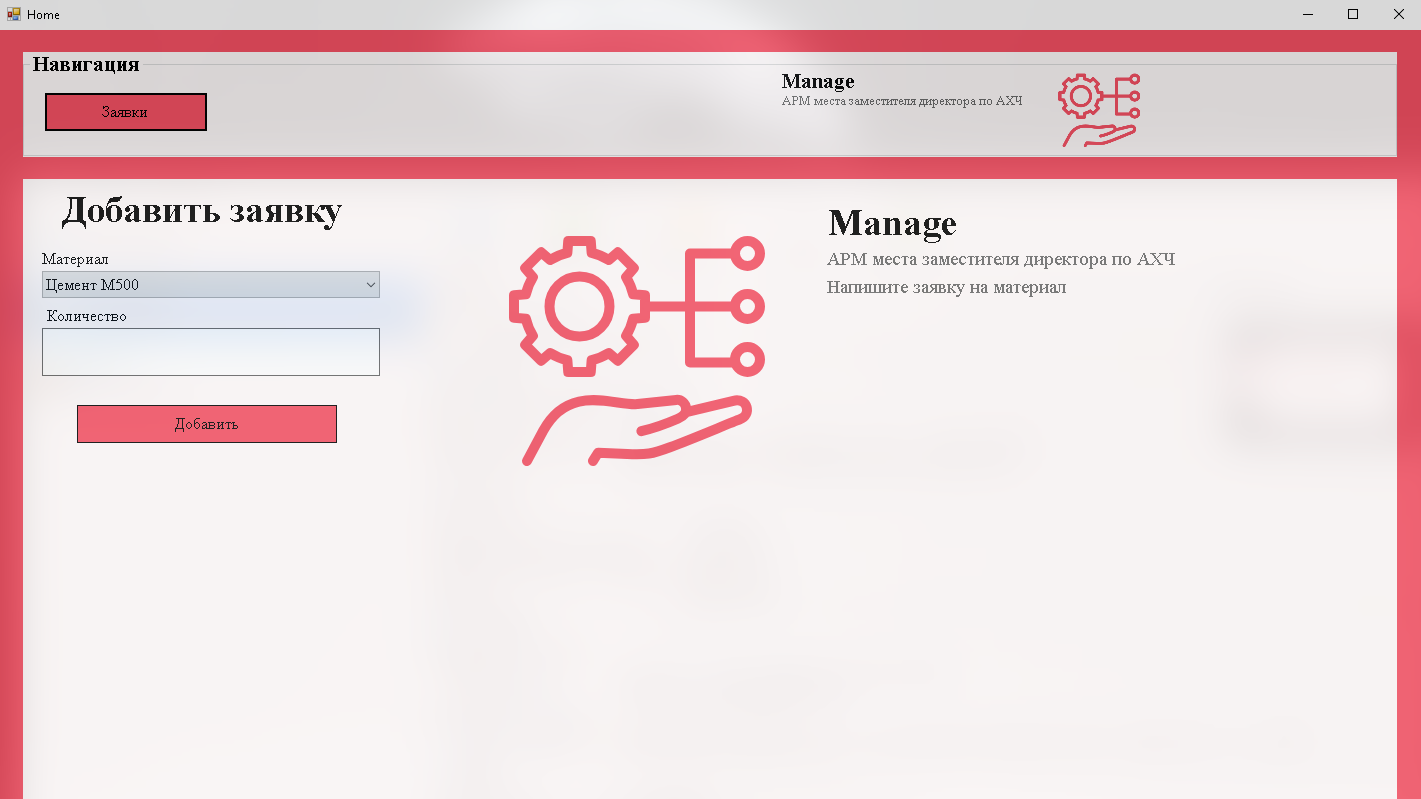 Home
Навигация
Заявки
Manage
АРМ места заместителя директора по АХЧ
Добавить заявку
Материал
Цемент М500
Количество
Добавить
Manage
АРМ места заместителя директора по АХЧ
Напишите заявку на материал